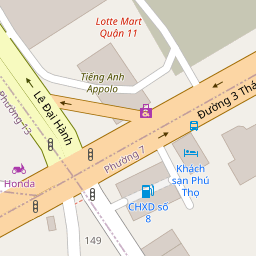 Lotte Mart
Quận 11
Tiếng Anh
Appolo
Lê Đại Hành
Phường 13
Đường 3 Thá
Phường 7
Khách
sạn Phú
Thọ
Honda
CHXD số
8
149